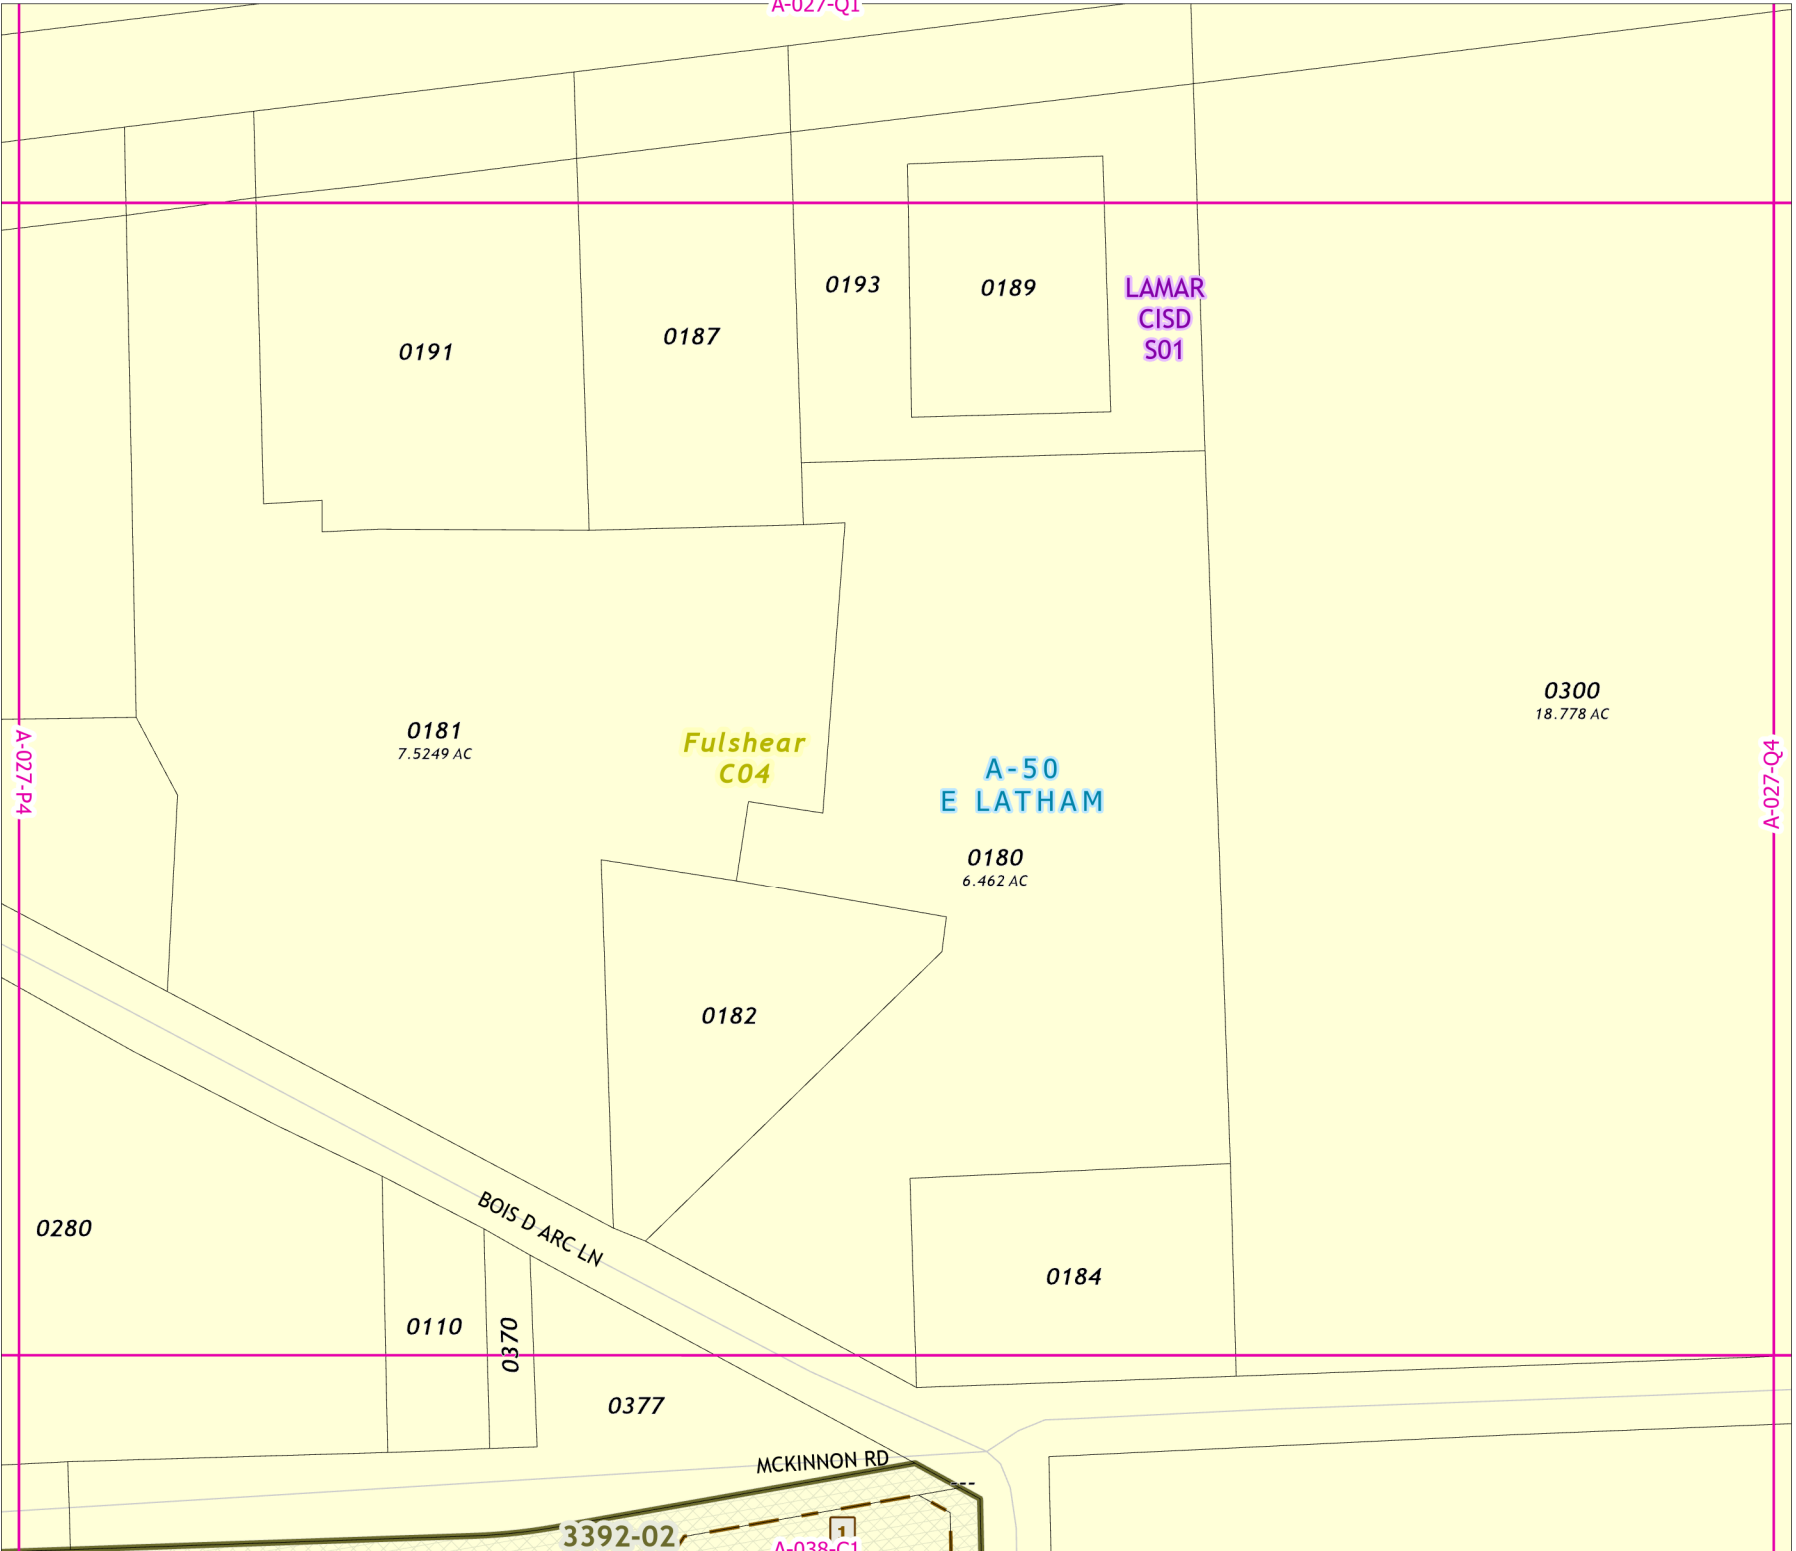 A-027-Q1
0193
0189
LAMAR
CISD
S01
0187
0191
0300
18.778 AC
0181
7.5249 AC
Fulshear
C04
A-50
E LATHAM
A-027-P4
A-027-Q4
0180
6.462 AC
0182
BOIS D ARC LN
0280
0184
0110
0370
0377
MCKINNON RD
3392-02
1
A-038-C1